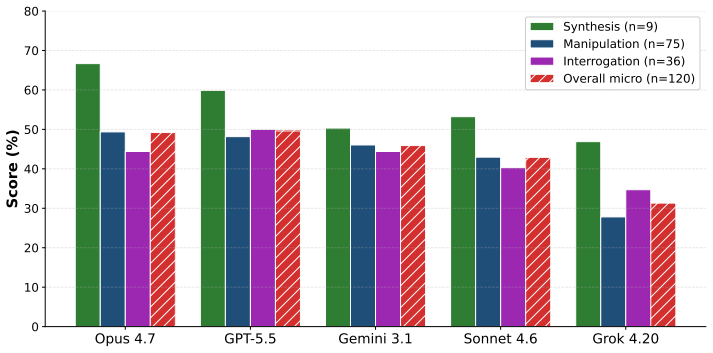 80
70
60
50
40
30
20
10
0
Score (%)
Synthesis (n=9)
Manipulation (n=75)
Interrogation (n=36)
Overall micro (n=120)
Opus 4.7 GPT-5.5 Gemini 3.1 Sonnet 4.6 Grok 4.20